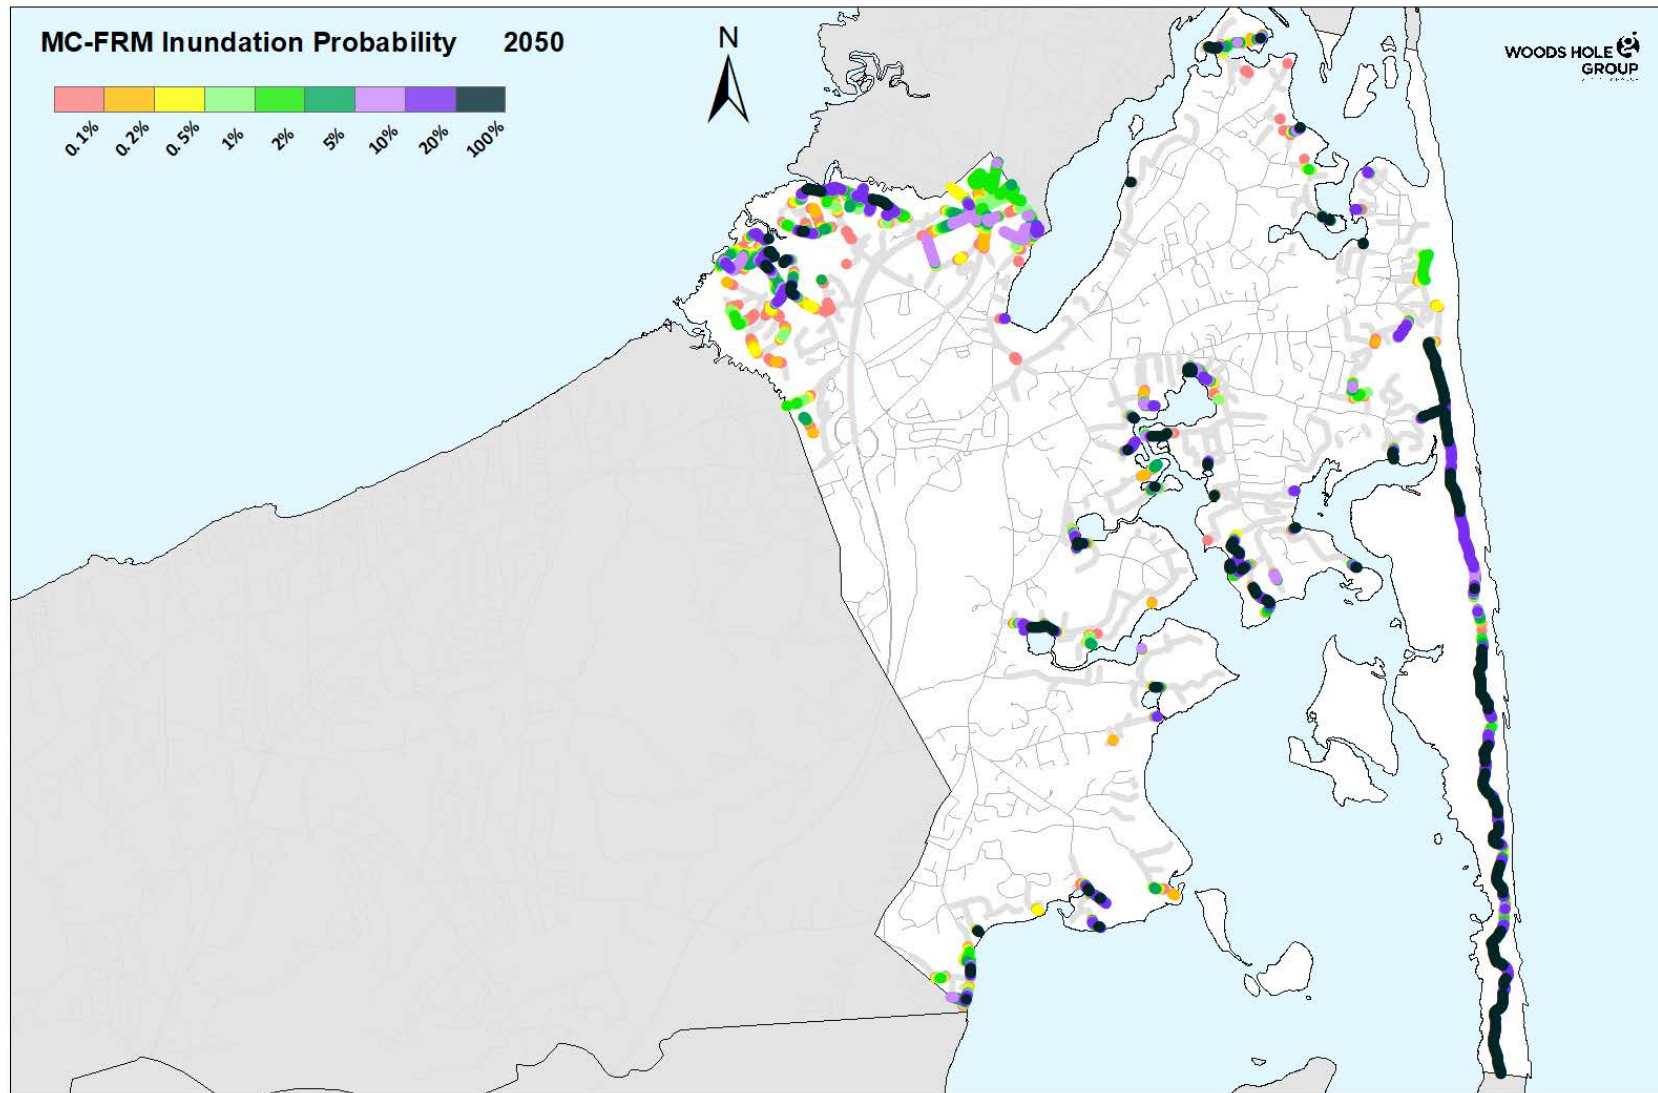 MC-FRM Inundation Probability 2050
0.1% 0.2% 0.5% 1% 2% 5% 10% 20% 100%
N
WOODS HOLE
GROUP